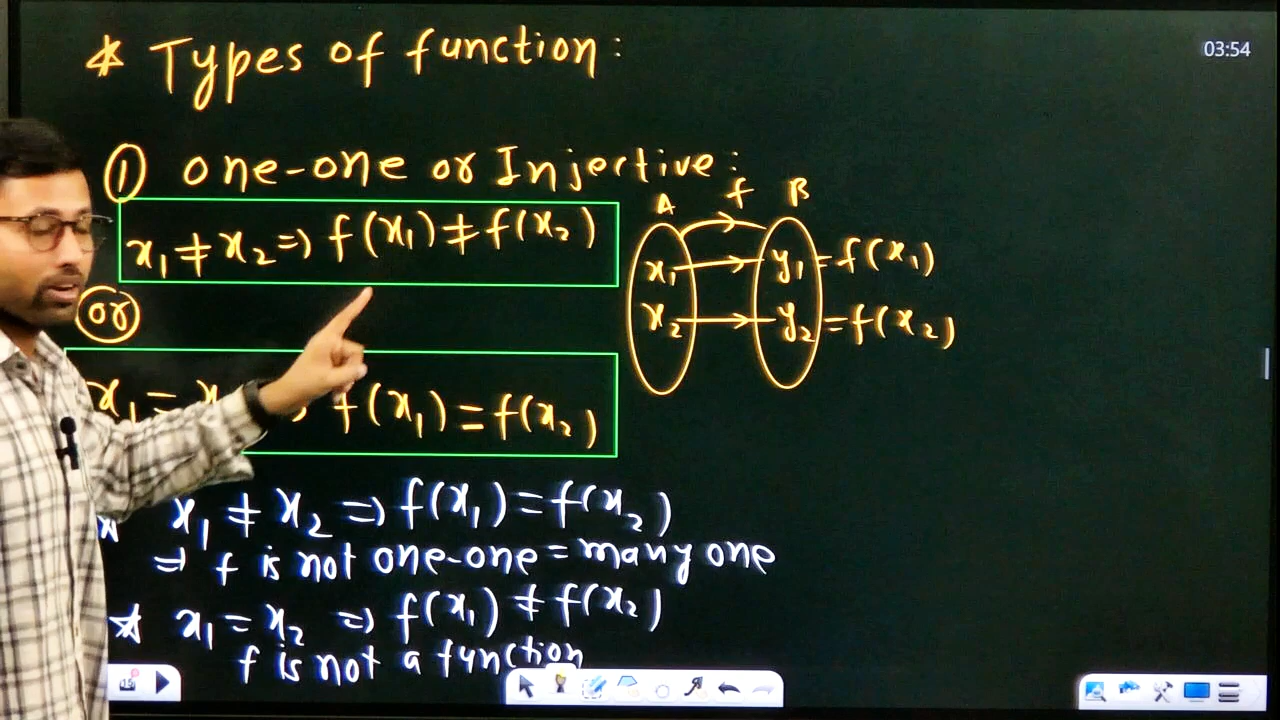 * Types of function:
03:54
① one-one or Injective:
x₁ ≠ x₂ ⇒ f(x₁) ≠ f(x₂)
A f B
x₁ y₁ = f(x₁)
x₂ y₂ = f(x₂)
or
x₁ = f(x₁) = f(x₂)
* x₁ ≠ x₂ ⇒ f(x₁) = f(x₂)
⇒ f is not one-one = many one
* x₁ = x₂ ⇒ f(x₁) ≠ f(x₂)
f is not a function